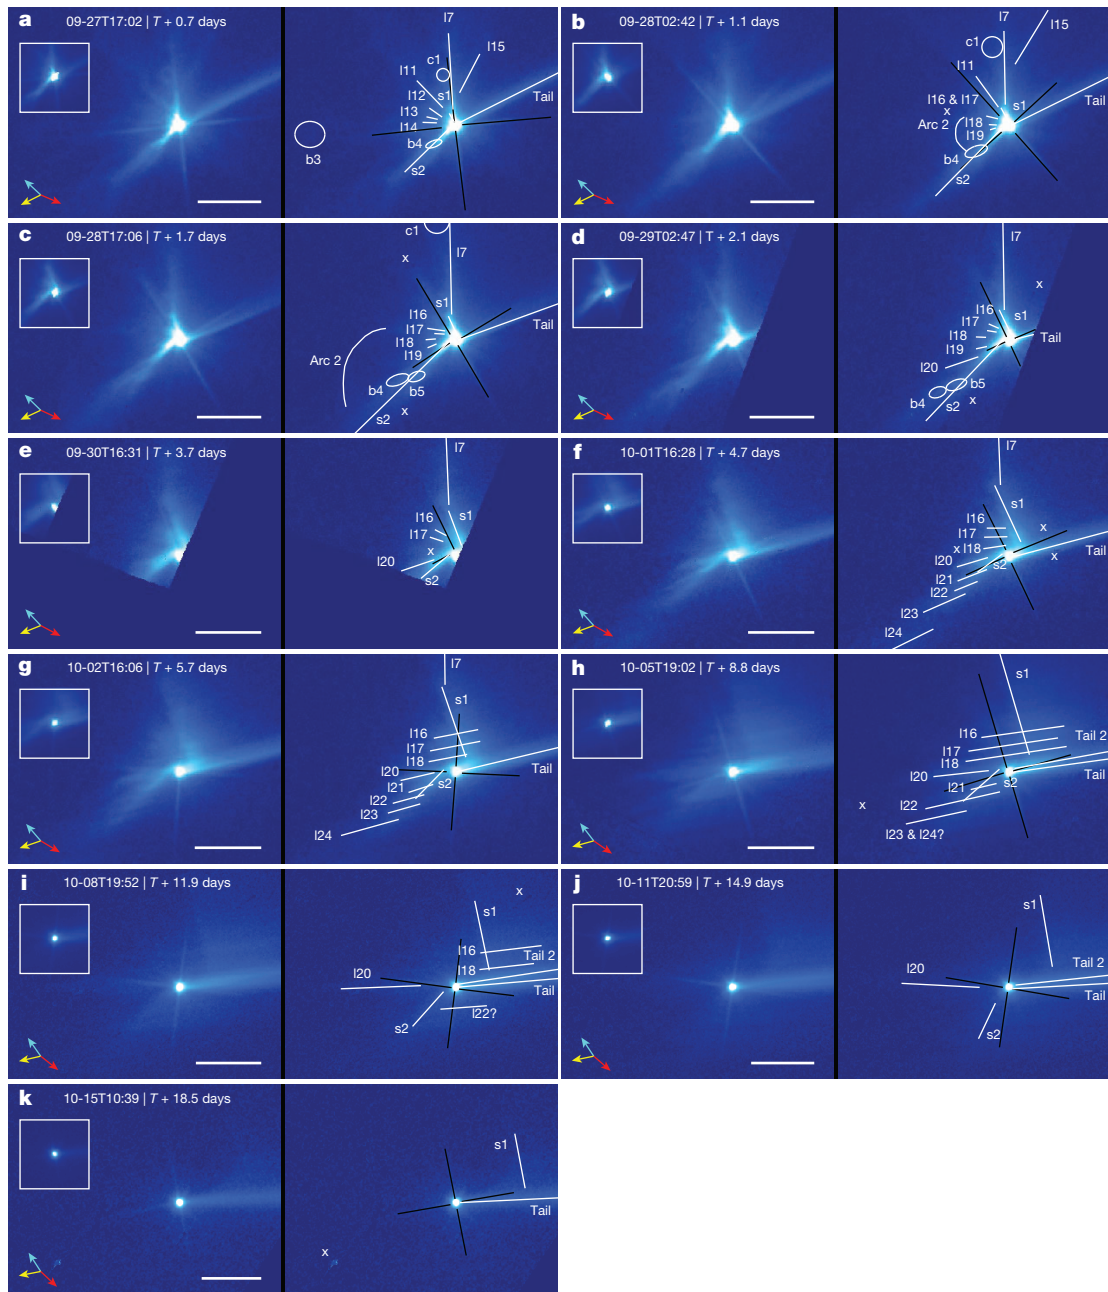 a 09-27T17:02 | T + 0.7 days
l7
l15
c1
l11
s1
l12
Tail
l13
l14
b4
b3
s2
b 09-28T02:42 | T + 1.1 days
l7
l15
c1
l11
l16 & l17
x
s1
Tail
Arc 2
l18
l19
b4
s2
c 09-28T17:06 | T + 1.7 days
c1
l7
x
s1
l16
Tail
l17
l18
Arc 2
l19
b4
b5
x
s2
d 09-29T02:47 | T + 2.1 days
l7
x
l16
s1
l17
Tail
l18
l19
l20
b5
b4
s2
x
e 09-30T16:31 | T + 3.7 days
l7
l16
s1
l17
x
l20
s2
f 10-01T16:28 | T + 4.7 days
l7
s1
l16
x
l17
x l18
Tail
x
l20
s2
l21
l22
l23
l24
g 10-02T16:06 | T + 5.7 days
l7
s1
l16
l17
l18
Tail
l20
s2
l21
l22
l23
l24
h 10-05T19:02 | T + 8.8 days
s1
l16
Tail 2
l17
l18
l20
Tail
s2
l21
x
l22
l23 & l24?
i 10-08T19:52 | T + 11.9 days
x
s1
l16
Tail 2
l18
l20
Tail
l22?
s2
j 10-11T20:59 | T + 14.9 days
s1
Tail 2
l20
Tail
s2
k 10-15T10:39 | T + 18.5 days
s1
Tail
x